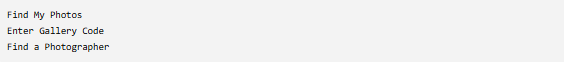 Find My Photos
Enter Gallery Code
Find a Photographer